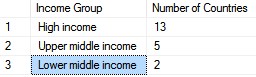 Income Group Number of Countries
1 High income 13
2 Upper middle income 5
3 Lower middle income 2